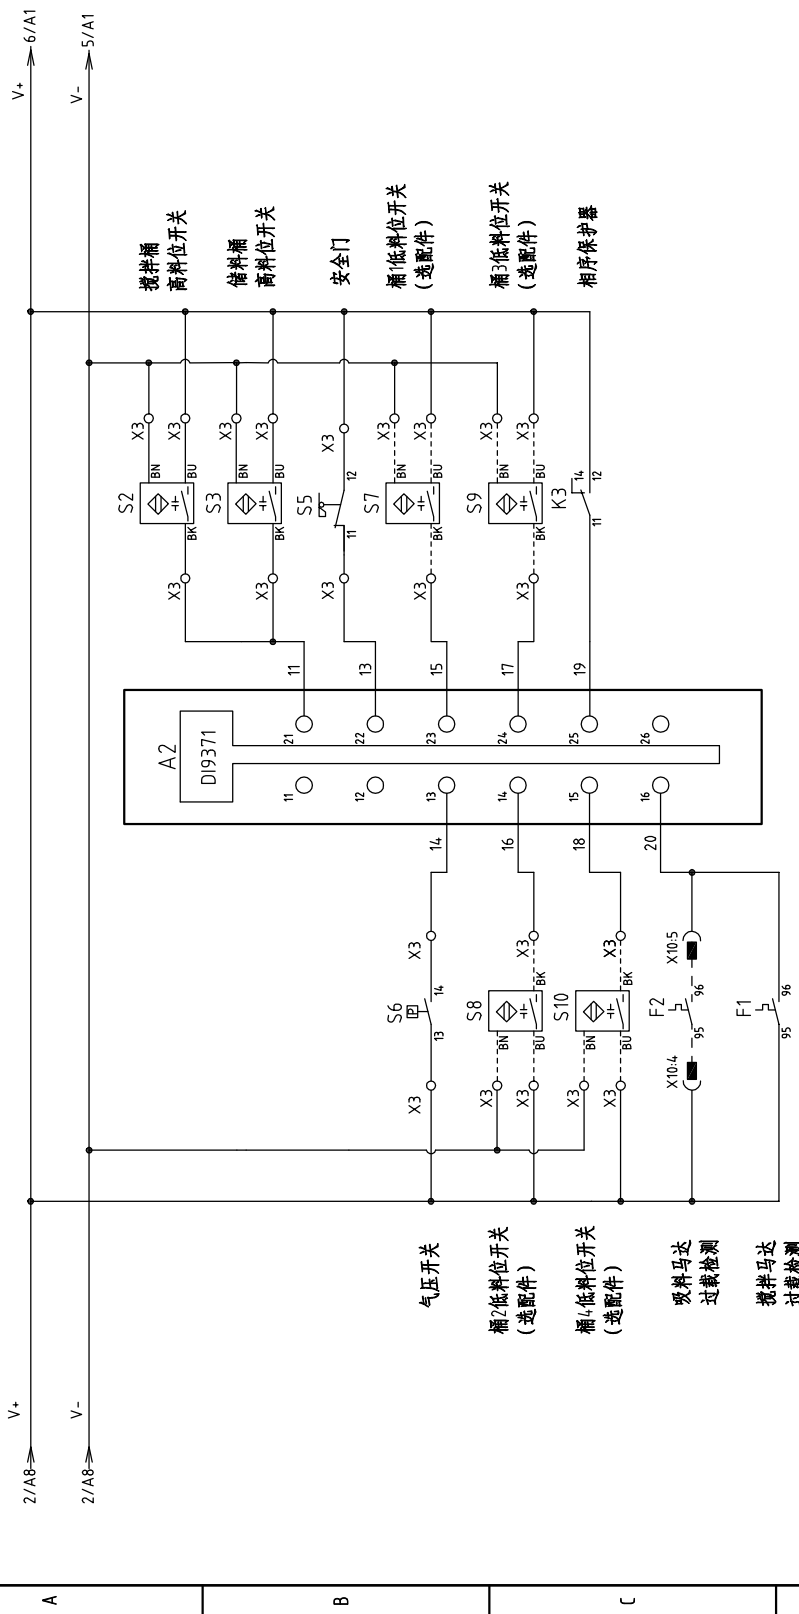 2/A8
V+
V+
6/A1
2/A8
V-
V-
5/A1
A
B
C
搅拌桶
高料位开关
储料桶
高料位开关
安全门
桶1低料位开关
(选配件)
桶3低料位开关
(选配件)
相序保护器
S2
X3
X3
X3
BN
BU
BK
S3
X3
X3
X3
BN
BU
BK
S5
X3
X3
12
11
S7
X3
X3
X3
BN
BU
BK
S9
X3
X3
X3
BN
BU
BK
K3
14
12
11
11
13
15
17
19
A2
DI9371
21
22
23
24
25
26
11
12
13
14
15
16
14
16
18
20
S6
P
X3
X3
14
13
S8
X3
X3
X3
BN
BU
BK
S10
X3
X3
X3
BN
BU
BK
X10:5
F2
96
95
X10:4
F1
96
95
气压开关
桶2低料位开关
(选配件)
桶4低料位开关
(选配件)
吸料马达
过载检测
搅拌马达